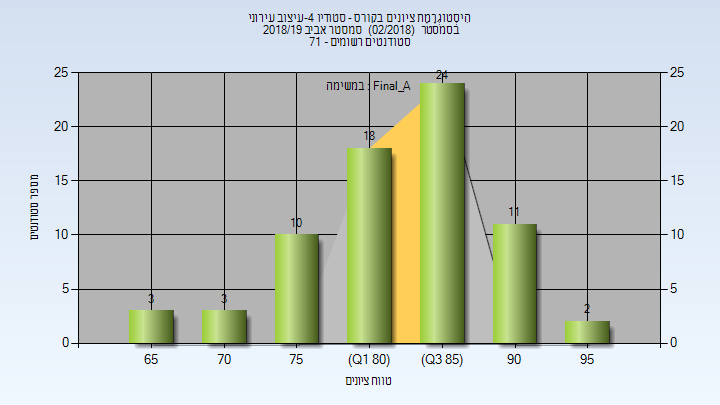 היסטוגרמת ציונים בקורס - סטודיו 4-עיצוב עירוני
בסמסטר (02/2018) סמסטר אביב 2018/19
סטודנטים רשומים - 71
במשימה : Final_A
25 25
20 20
15 15
10 10
5 5
0 0
3 3 10 18 24 11 2
65 70 75 (Q1 80) (Q3 85) 90 95
מספר סטודנטים
טווח ציונים